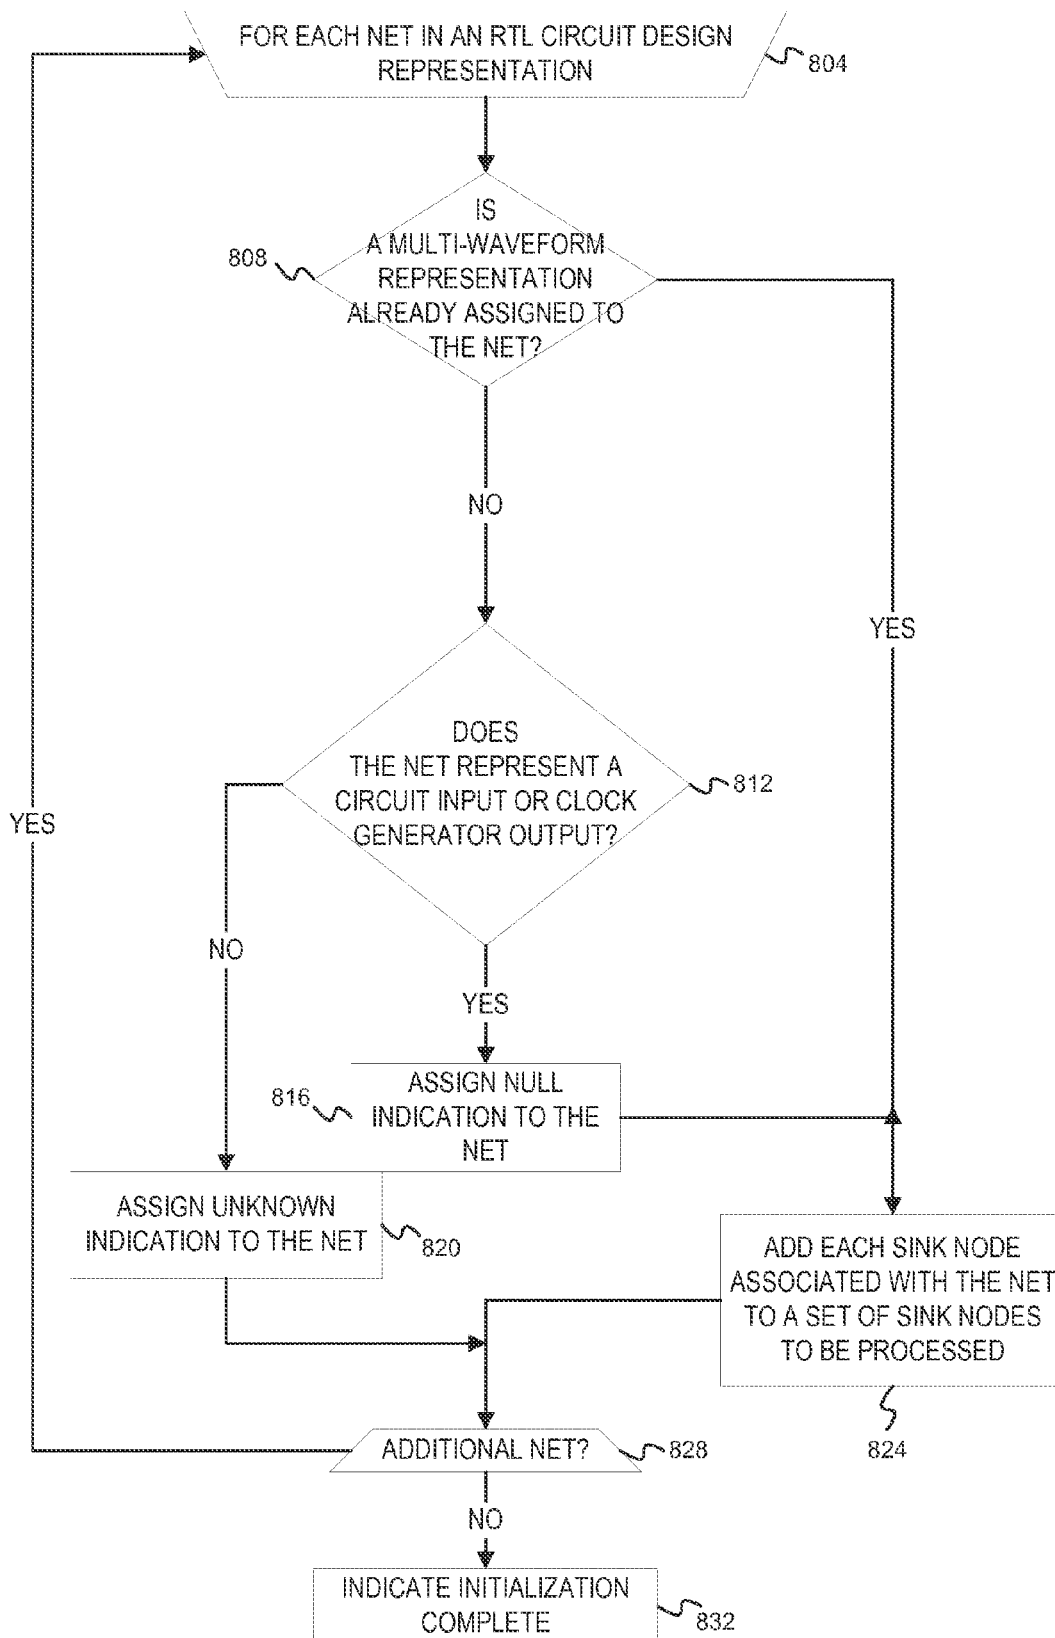 FOR EACH NET IN AN RTL CIRCUIT DESIGN
REPRESENTATION
804
IS
A MULTI-WAVEFORM
REPRESENTATION
ALREADY ASSIGNED TO
THE NET?
808
NO
YES
DOES
THE NET REPRESENT A
CIRCUIT INPUT OR CLOCK
GENERATOR OUTPUT?
812
YES
NO
YES
ASSIGN NULL
INDICATION TO THE
NET
816
ASSIGN UNKNOWN
INDICATION TO THE NET
820
ADD EACH SINK NODE
ASSOCIATED WITH THE NET
TO A SET OF SINK NODES
TO BE PROCESSED
824
ADDITIONAL NET?
828
NO
INDICATE INITIALIZATION
COMPLETE
832